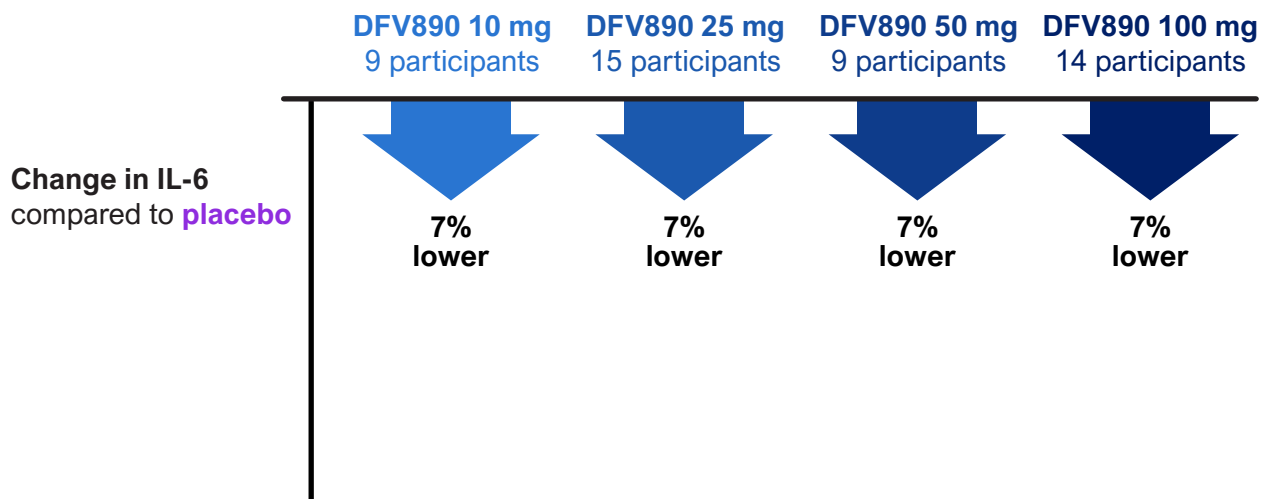 DFV890 10 mg
9 participants
DFV890 25 mg
15 participants
DFV890 50 mg
9 participants
DFV890 100 mg
14 participants
Change in IL-6
compared to placebo
7%
lower
7%
lower
7%
lower
7%
lower